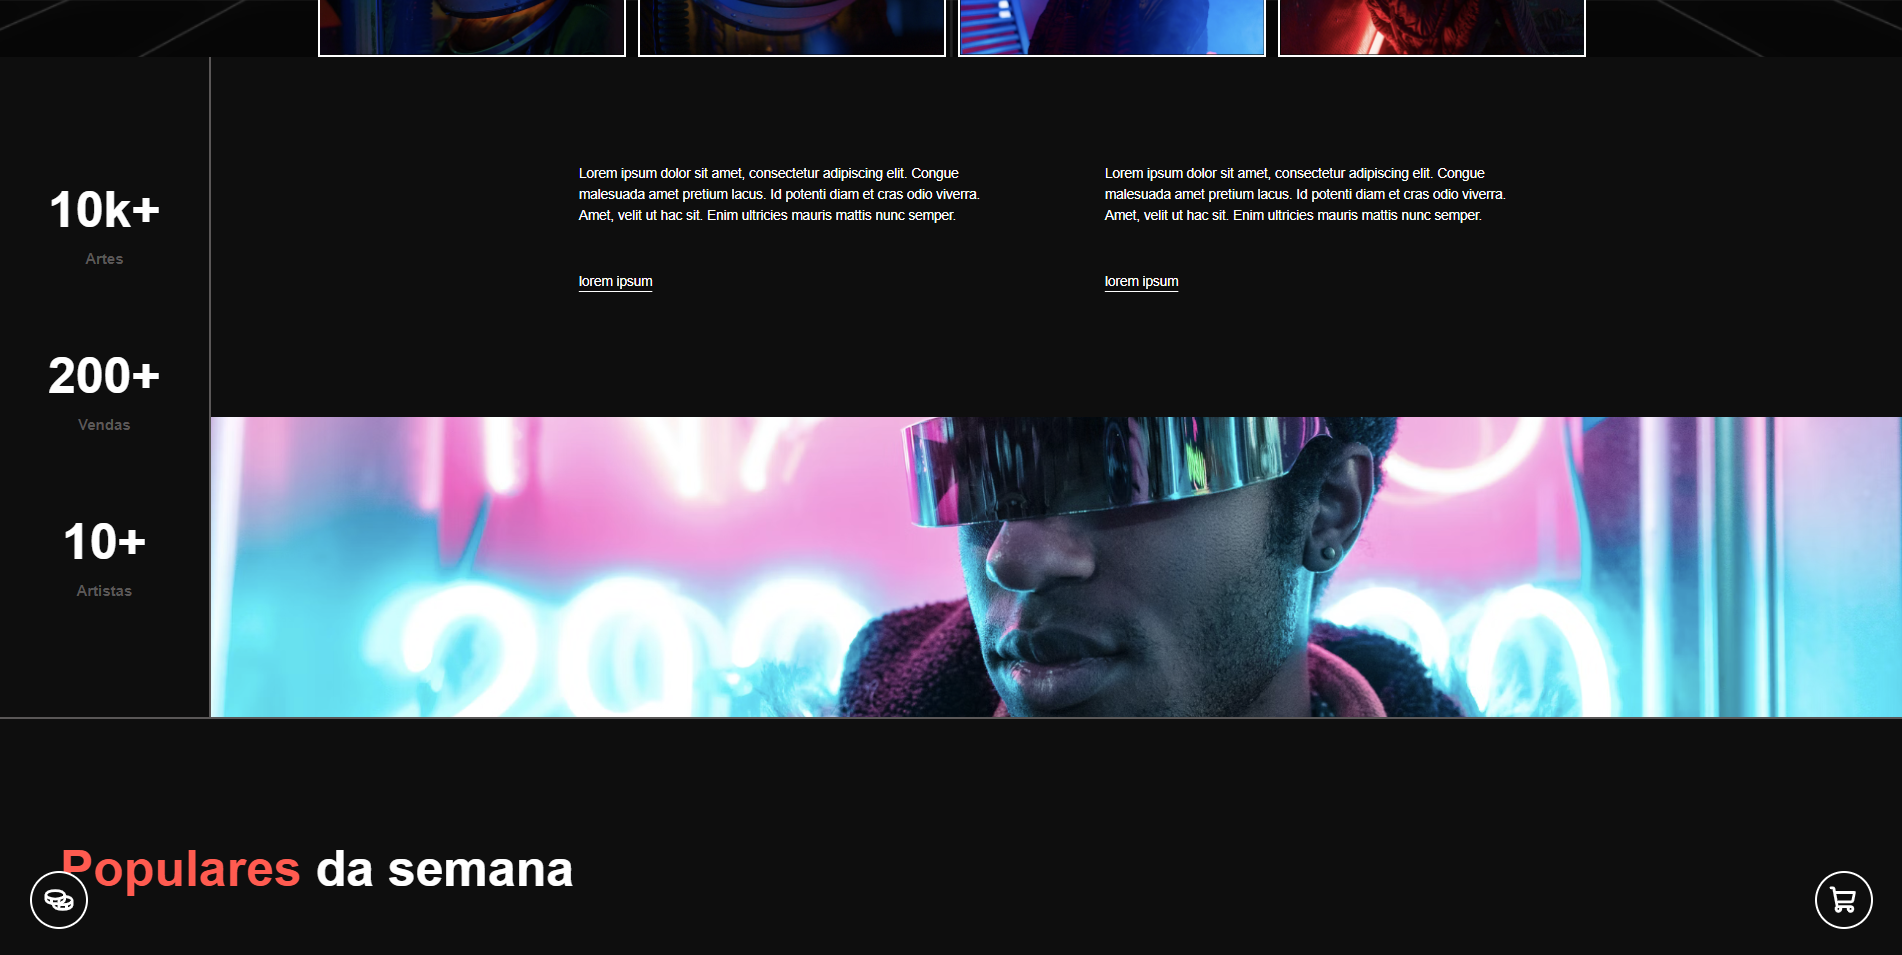 10k+
Artes
200+
Vendas
10+
Artistas
Lorem ipsum dolor sit amet, consectetur adipiscing elit. Congue
malesuada amet pretium lacus. Id potenti diam et cras odio viverra.
Amet, velit ut hac sit. Enim ultricies mauris mattis nunc semper.
lorem ipsum
Lorem ipsum dolor sit amet, consectetur adipiscing elit. Congue
malesuada amet pretium lacus. Id potenti diam et cras odio viverra.
Amet, velit ut hac sit. Enim ultricies mauris mattis nunc semper.
lorem ipsum
Populares da semana